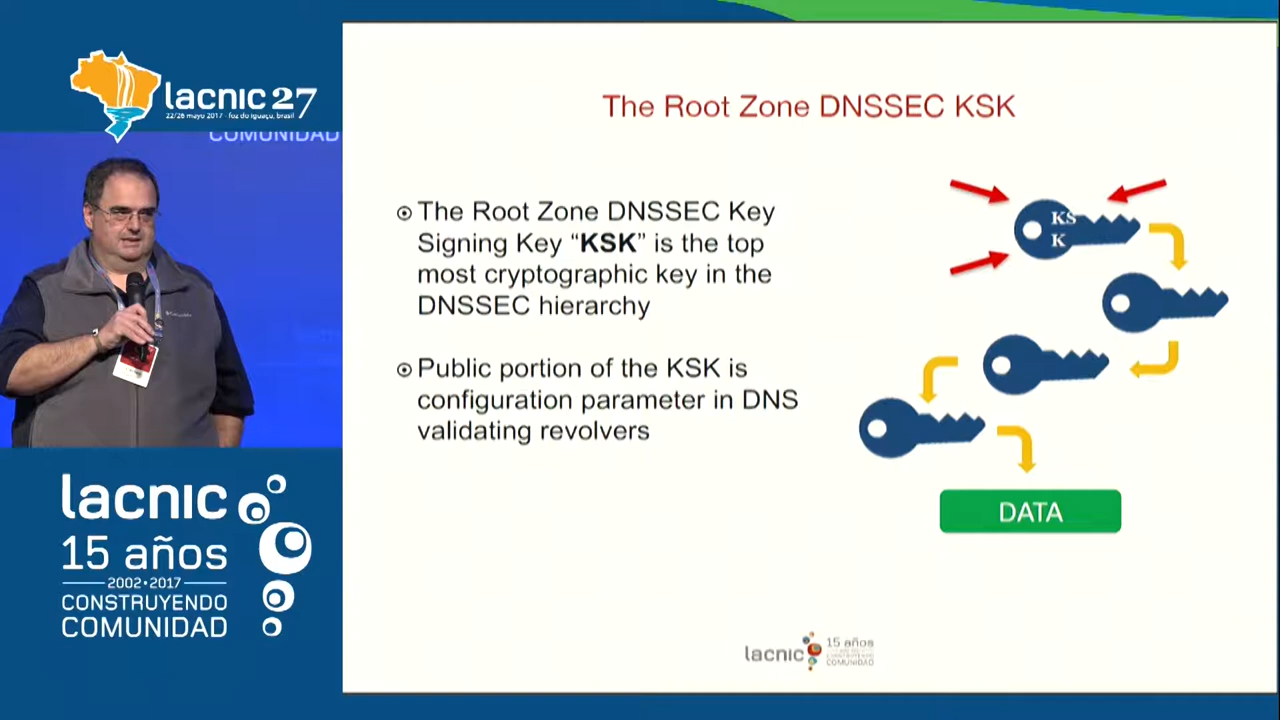 lacnic 27
22/26 mayo 2017 - foz do iguaçu, brasil
COMUNIDAD
lacnic
15 años
2002•2017
CONSTRUYENDO
COMUNIDAD
The Root Zone DNSSEC KSK
The Root Zone DNSSEC Key
Signing Key “KSK” is the top
most cryptographic key in the
DNSSEC hierarchy
Public portion of the KSK is
configuration parameter in DNS
validating revolvers
KS
K
DATA
lacnic
15 años
COMUNIDAD